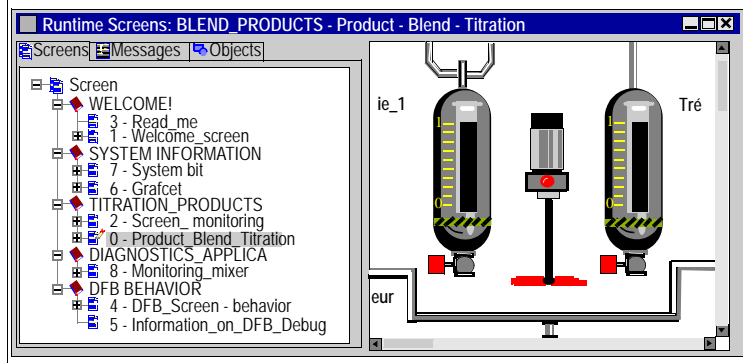 Runtime Screens: BLEND_PRODUCTS - Product - Blend - Titration
Screens Messages Objects
Screen
WELCOME!
3 - Read_me
1 - Welcome_screen
SYSTEM INFORMATION
7 - System bit
6 - Grafcet
TITRATION_PRODUCTS
2 - Screen_ monitoring
0 - Product_Blend_Titration
DIAGNOSTICS_APPLICA
8 - Monitoring_mixer
DFB BEHAVIOR
4 - DFB_Screen - behavior
5 - Information_on_DFB_Debug
ie_1
Tré
1
1
0
0
eur